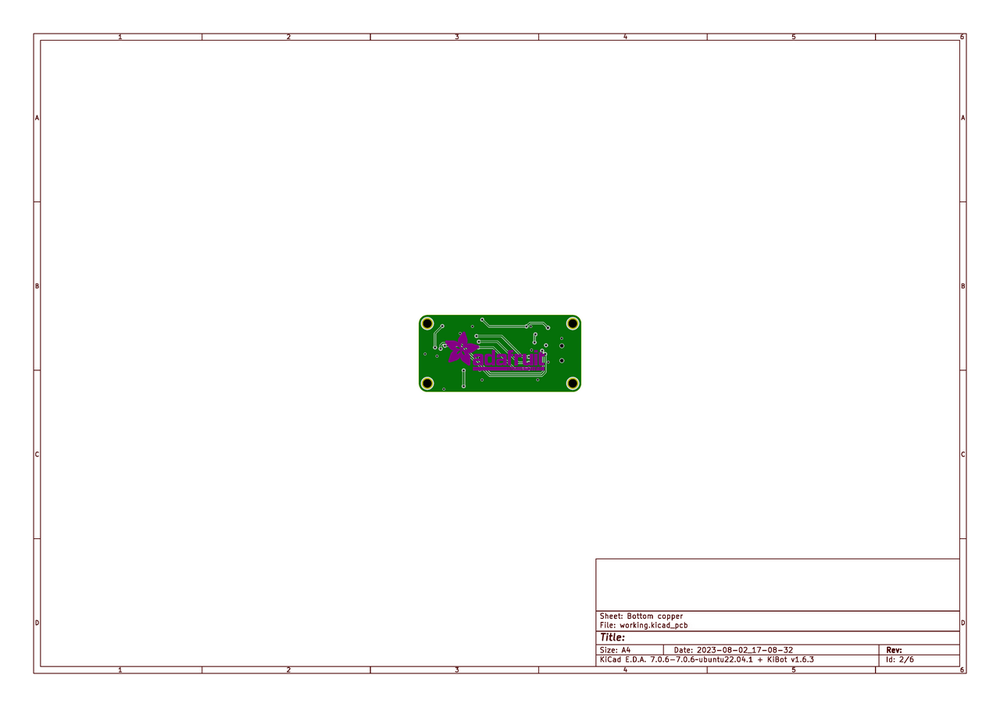 1 2 3 4 5 6
A A
B B
adafruit
C C
Sheet: Bottom copper
File: working.kicad_pcb
D D
Title:
Size: A4 Date: 2023-08-02_17-08-32 Rev:
KiCad E.D.A. 7.0.6-7.0.6-ubuntu22.04.1 + KiBot v1.6.3 Id: 2/6
1 2 3 4 5 6